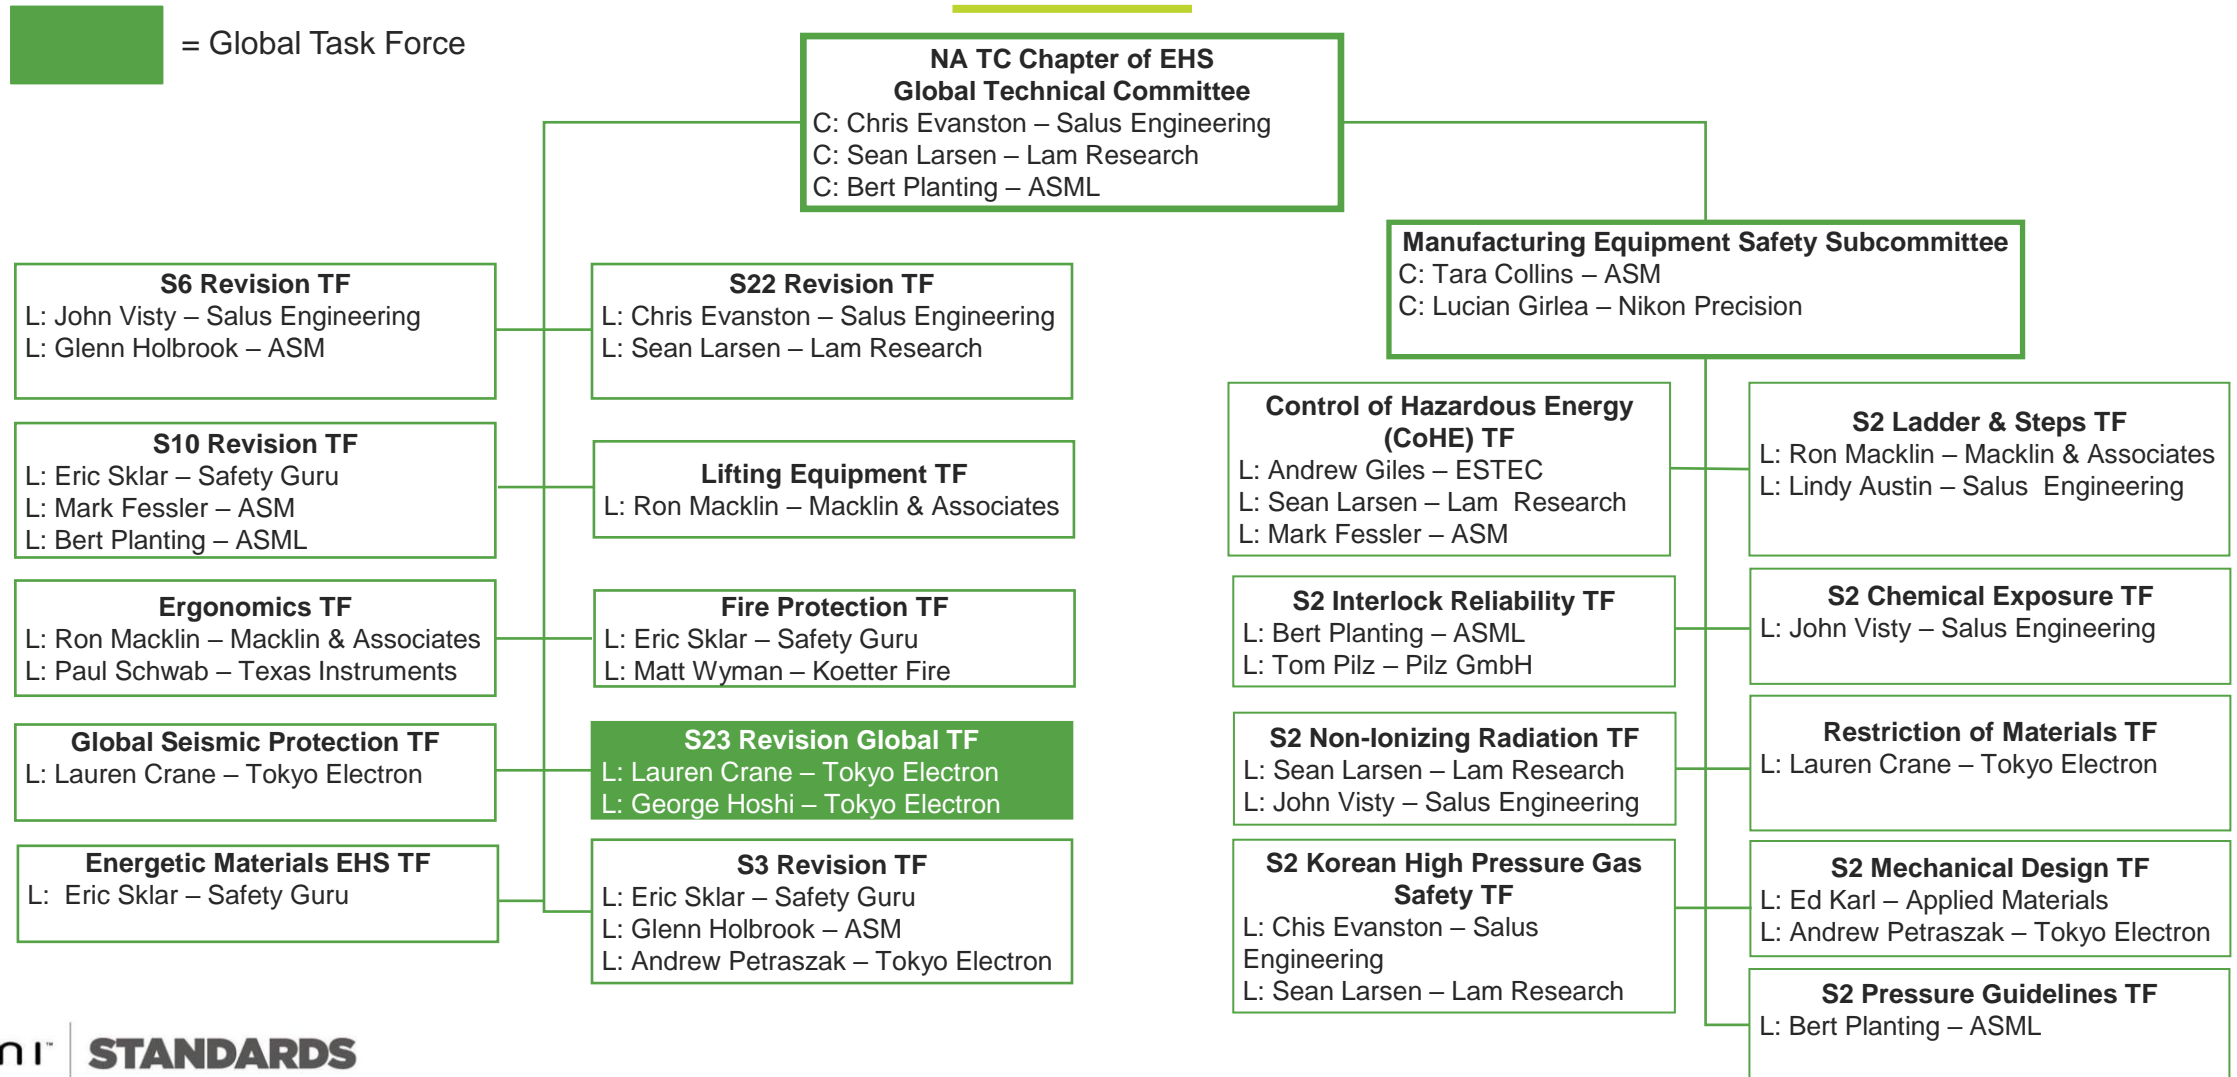 = Global Task Force
NA TC Chapter of EHS
Global Technical Committee
C: Chris Evanston – Salus Engineering
C: Sean Larsen – Lam Research
C: Bert Planting – ASML
Manufacturing Equipment Safety Subcommittee
C: Tara Collins – ASM
C: Lucian Girlea – Nikon Precision
S6 Revision TF
L: John Visty – Salus Engineering
L: Glenn Holbrook – ASM
S22 Revision TF
L: Chris Evanston – Salus Engineering
L: Sean Larsen – Lam Research
S10 Revision TF
L: Eric Sklar – Safety Guru
L: Mark Fessler – ASM
L: Bert Planting – ASML
Lifting Equipment TF
L: Ron Macklin – Macklin & Associates
Ergonomics TF
L: Ron Macklin – Macklin & Associates
L: Paul Schwab – Texas Instruments
Fire Protection TF
L: Eric Sklar – Safety Guru
L: Matt Wyman – Koetter Fire
Global Seismic Protection TF
L: Lauren Crane – Tokyo Electron
S23 Revision Global TF
L: Lauren Crane – Tokyo Electron
L: George Hoshi – Tokyo Electron
Energetic Materials EHS TF
L: Eric Sklar – Safety Guru
S3 Revision TF
L: Eric Sklar – Safety Guru
L: Glenn Holbrook – ASM
L: Andrew Petraszak – Tokyo Electron
Control of Hazardous Energy
(CoHE) TF
L: Andrew Giles – ESTEC
L: Sean Larsen – Lam Research
L: Mark Fessler – ASM
S2 Ladder & Steps TF
L: Ron Macklin – Macklin & Associates
L: Lindy Austin – Salus Engineering
S2 Interlock Reliability TF
L: Bert Planting – ASML
L: Tom Pilz – Pilz GmbH
S2 Chemical Exposure TF
L: John Visty – Salus Engineering
S2 Non-Ionizing Radiation TF
L: Sean Larsen – Lam Research
L: John Visty – Salus Engineering
Restriction of Materials TF
L: Lauren Crane – Tokyo Electron
S2 Korean High Pressure Gas
Safety TF
L: Chis Evanston – Salus
Engineering
L: Sean Larsen – Lam Research
S2 Mechanical Design TF
L: Ed Karl – Applied Materials
L: Andrew Petraszak – Tokyo Electron
S2 Pressure Guidelines TF
L: Bert Planting – ASML
STANDARDS